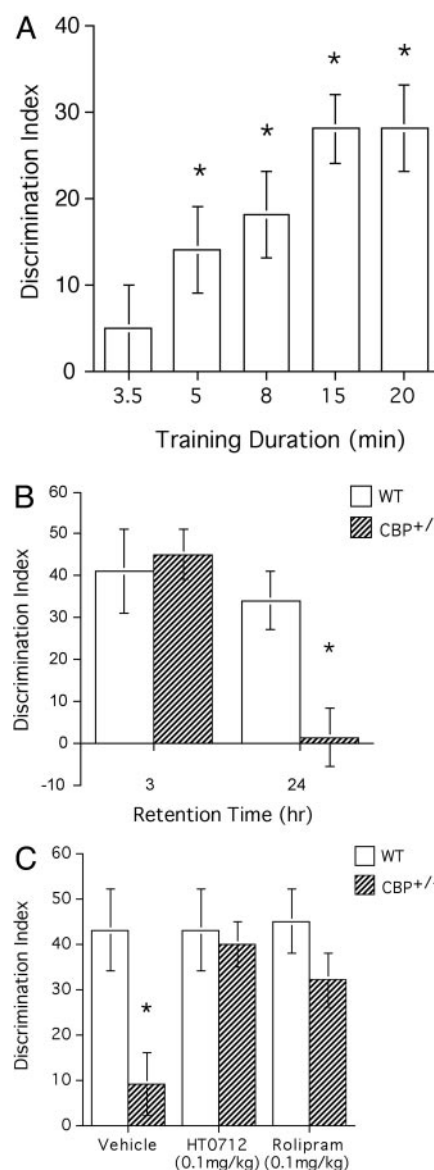 A
Discrimination Index
40
30
20
10
0
* * * *
3.5 5 8 15 20
Training Duration (min)
B
WT
CBP+/-
Discrimination Index
60
50
40
30
20
10
0
-10
*
3 24
Retention Time (hr)
C
WT
CBP+/-
Discrimination Index
60
50
40
30
20
10
0
*
Vehicle HT0712 Rolipram
(0.1mg/kg) (0.1mg/kg)